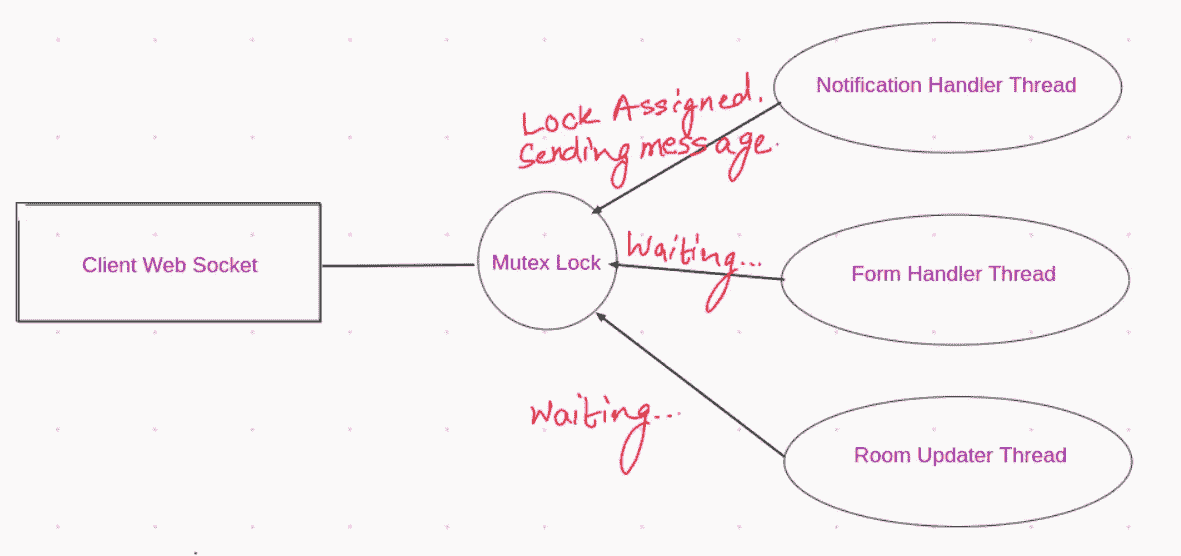 Notification Handler Thread
Lock Assigned.
Sending message.
Client Web Socket
Mutex Lock
Waiting...
Form Handler Thread
Waiting...
Room Updater Thread